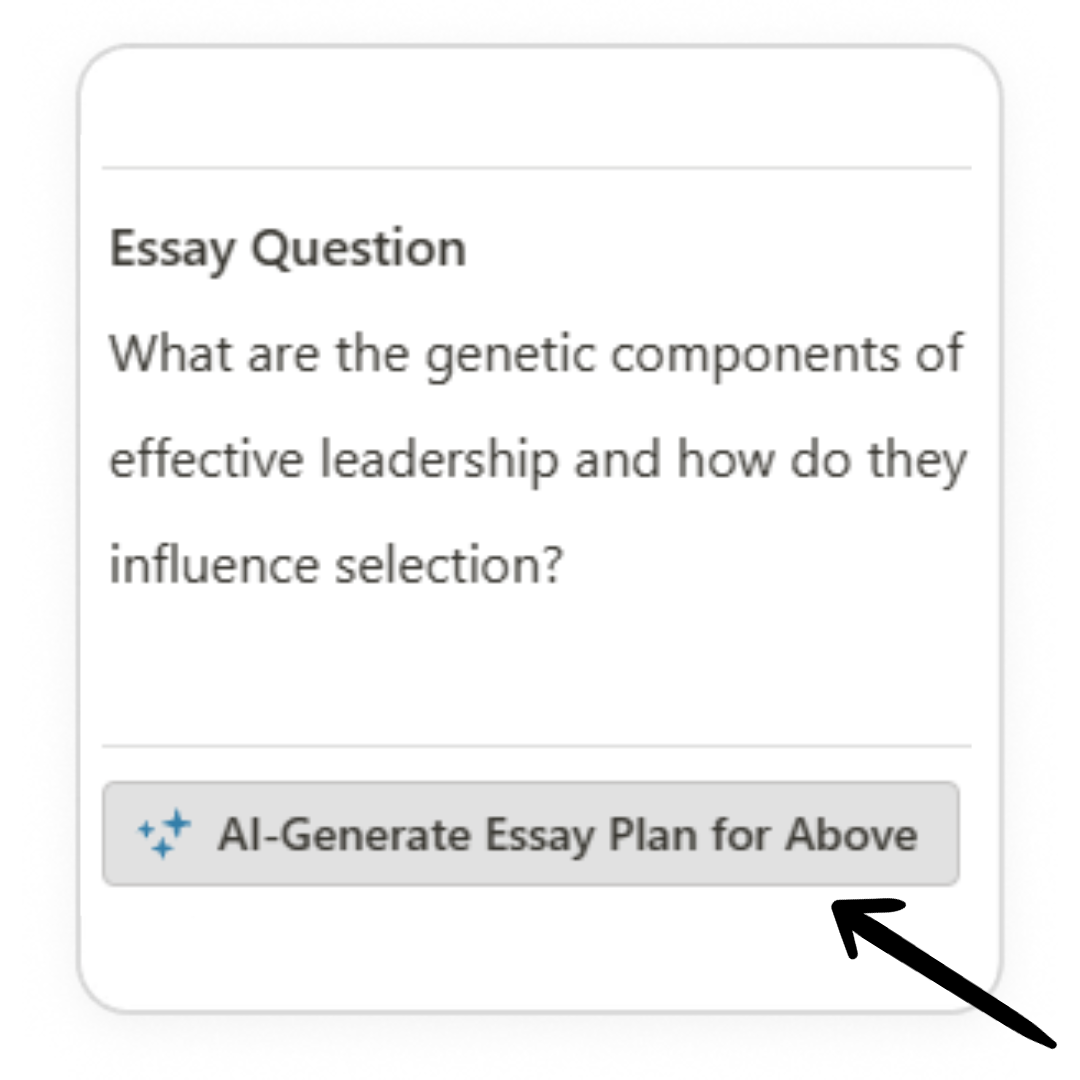 Essay Question
What are the genetic components of
effective leadership and how do they
influence selection?
AI-Generate Essay Plan for Above